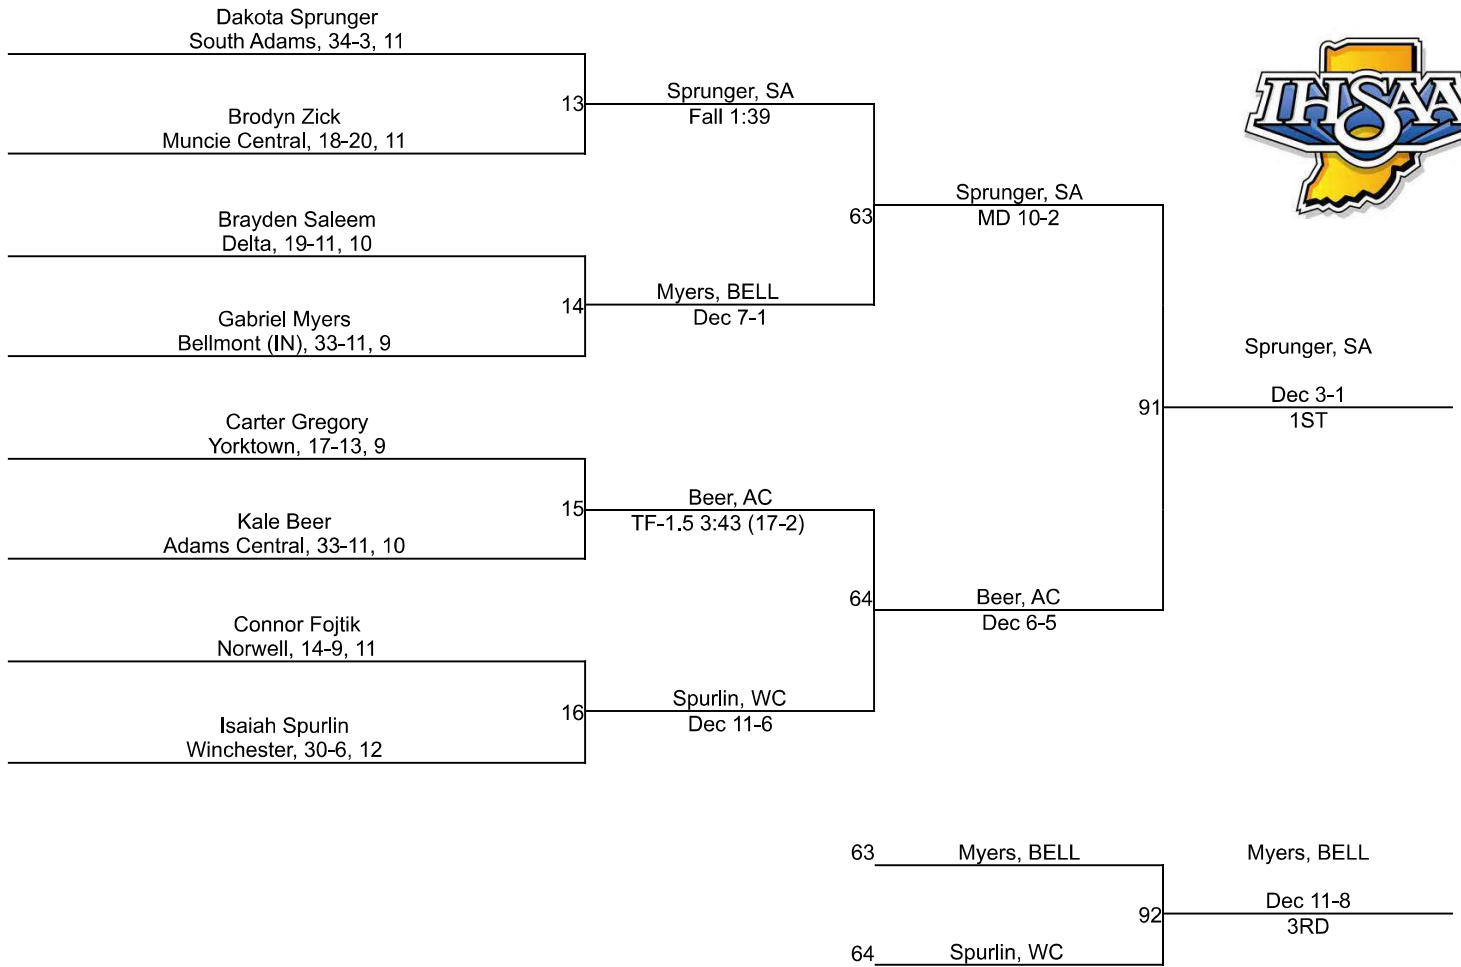 Dakota Sprunger
South Adams, 34-3, 11
13
Sprunger, SA
Fall 1:39
Brodyn Zick
Muncie Central, 18-20, 11
IHSAA
63
Sprunger, SA
MD 10-2
Brayden Saleem
Delta, 19-11, 10
14
Myers, BELL
Dec 7-1
Gabriel Myers
Bellmont (IN), 33-11, 9
Sprunger, SA
91
Dec 3-1
1ST
Carter Gregory
Yorktown, 17-13, 9
15
Beer, AC
TF-1.5 3:43 (17-2)
Kale Beer
Adams Central, 33-11, 10
64
Beer, AC
Dec 6-5
Connor Fojtik
Norwell, 14-9, 11
16
Spurlin, WC
Dec 11-6
Isaiah Spurlin
Winchester, 30-6, 12
63
Myers, BELL
Myers, BELL
92
Dec 11-8
3RD
64
Spurlin, WC